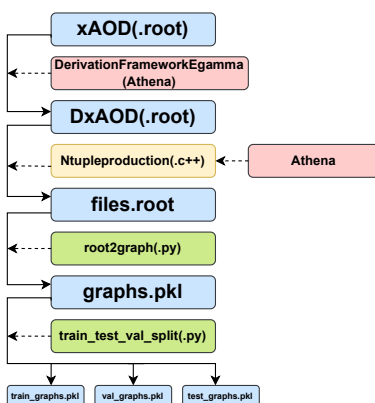 xAOD(.root)
DerivationFrameworkEgamma
(Athena)
DxAOD(.root)
Ntupleproduction(.c++)
Athena
files.root
root2graph(.py)
graphs.pkl
train_test_val_split(.py)
train_graphs.pkl
val_graphs.pkl
test_graphs.pkl